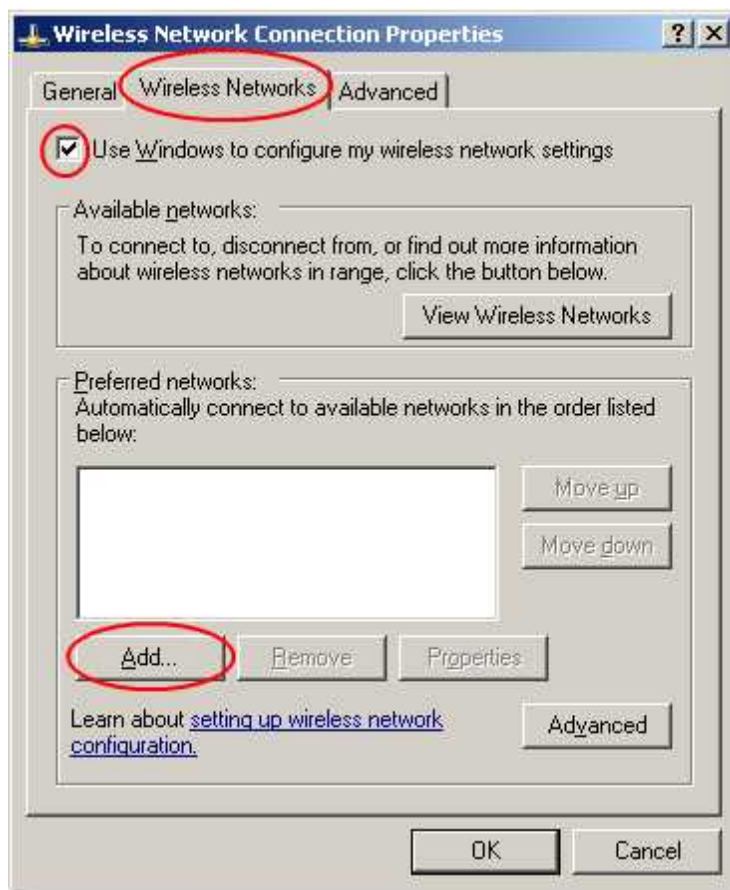 Wireless Network Connection Properties
General
Wireless Networks
Advanced
Use Windows to configure my wireless network settings
Available networks:
To connect to, disconnect from, or find out more information
about wireless networks in range, click the button below.
View Wireless Networks
Preferred networks:
Automatically connect to available networks in the order listed
below:
Move up
Move down
Add...
Remove
Properties
Learn about setting up wireless network
configuration.
Advanced
OK
Cancel